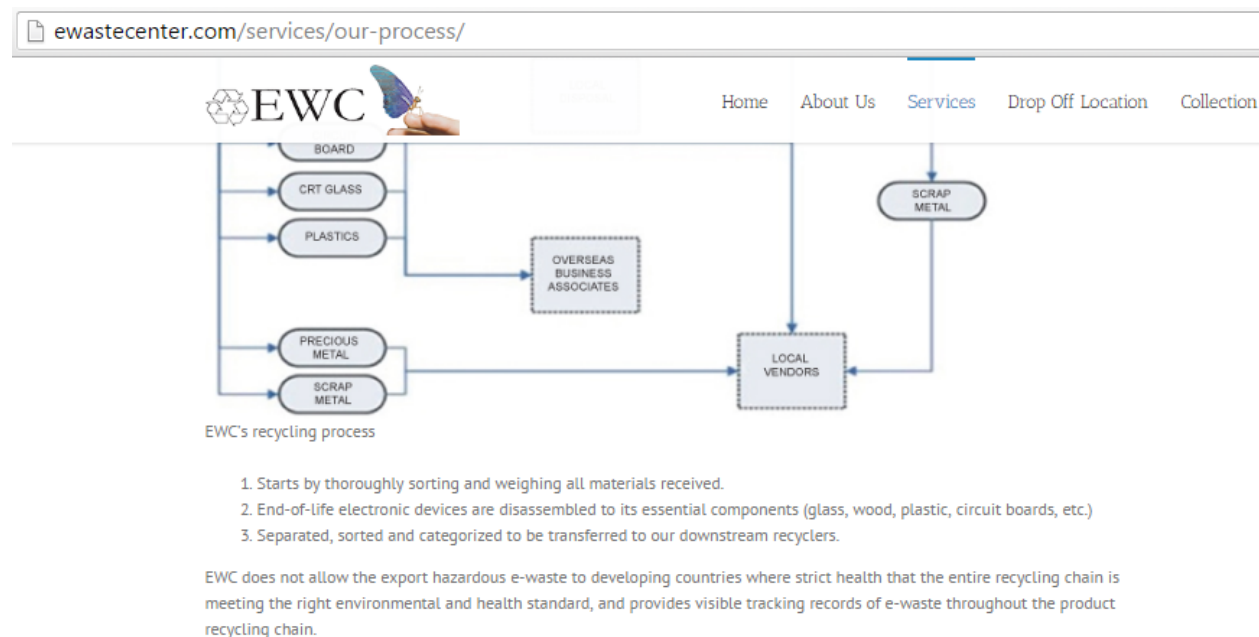 ewastecenter.com/services/our-process/
EWC
Home About Us Services Drop Off Location Collection
BOARD
CRT GLASS
PLASTICS
OVERSEAS
BUSINESS
ASSOCIATES
SCRAP
METAL
PRECIOUS
METAL
SCRAP
METAL
LOCAL
VENDORS
EWC's recycling process
1. Starts by thoroughly sorting and weighing all materials received.
2. End-of-life electronic devices are disassembled to its essential components (glass, wood, plastic, circuit boards, etc.)
3. Separated, sorted and categorized to be transferred to our downstream recyclers.
EWC does not allow the export hazardous e-waste to developing countries where strict health that the entire recycling chain is
meeting the right environmental and health standard, and provides visible tracking records of e-waste throughout the product
recycling chain.